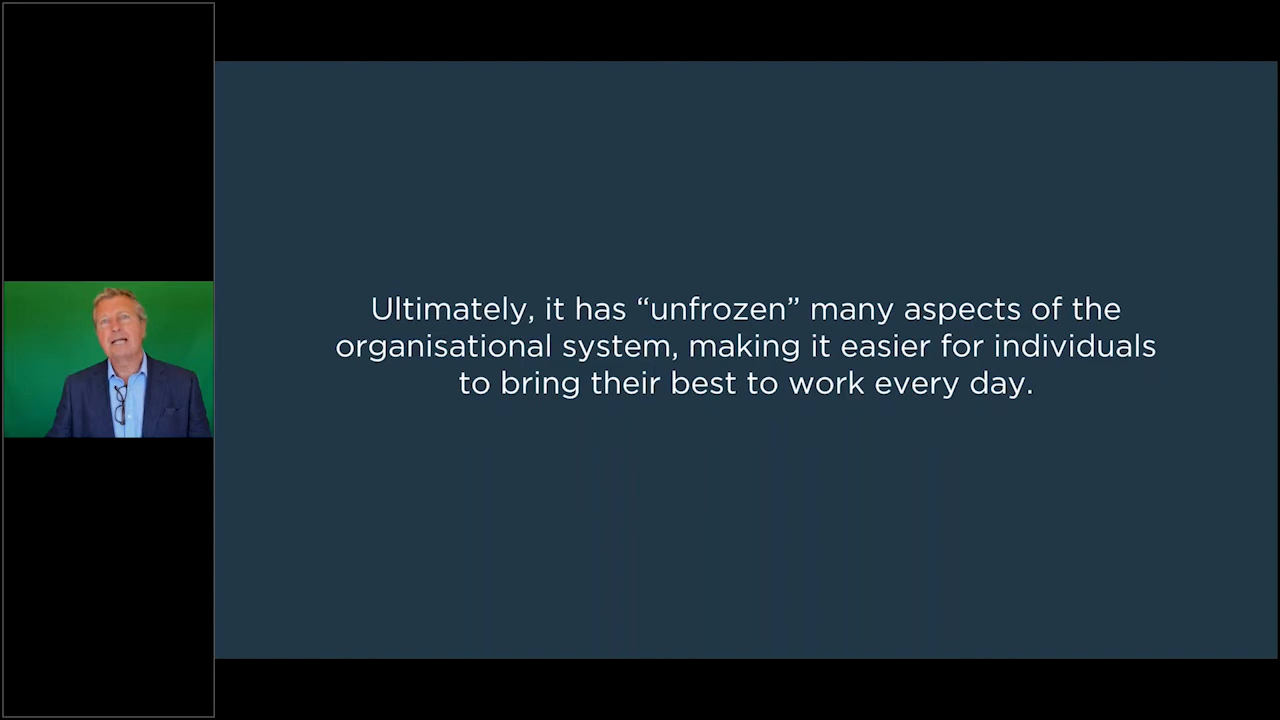 Ultimately, it has “unfrozen” many aspects of the
organisational system, making it easier for individuals
to bring their best to work every day.